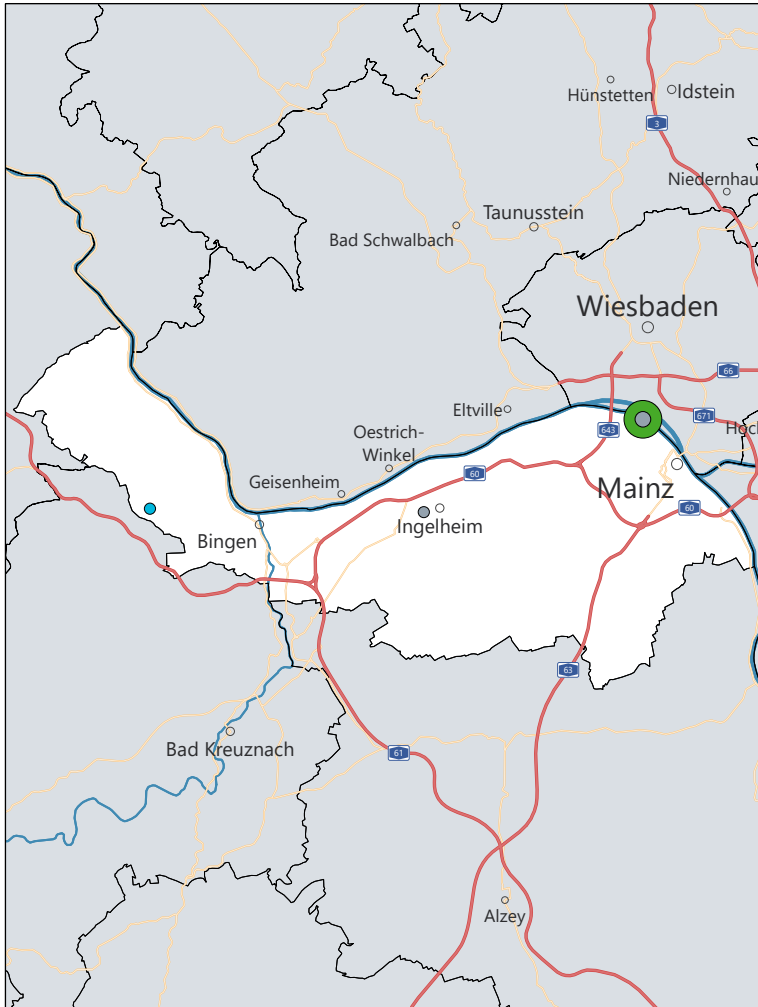 Hünstetten
Idstein
3
Niedernhau
Taunusstein
Bad Schwalbach
Wiesbaden
66
Eltville
671
643
Hoch
Oestrich-
Winkel
60
Geisenheim
Mainz
60
Ingelheim
Bingen
63
Bad Kreuznach
61
Alzey